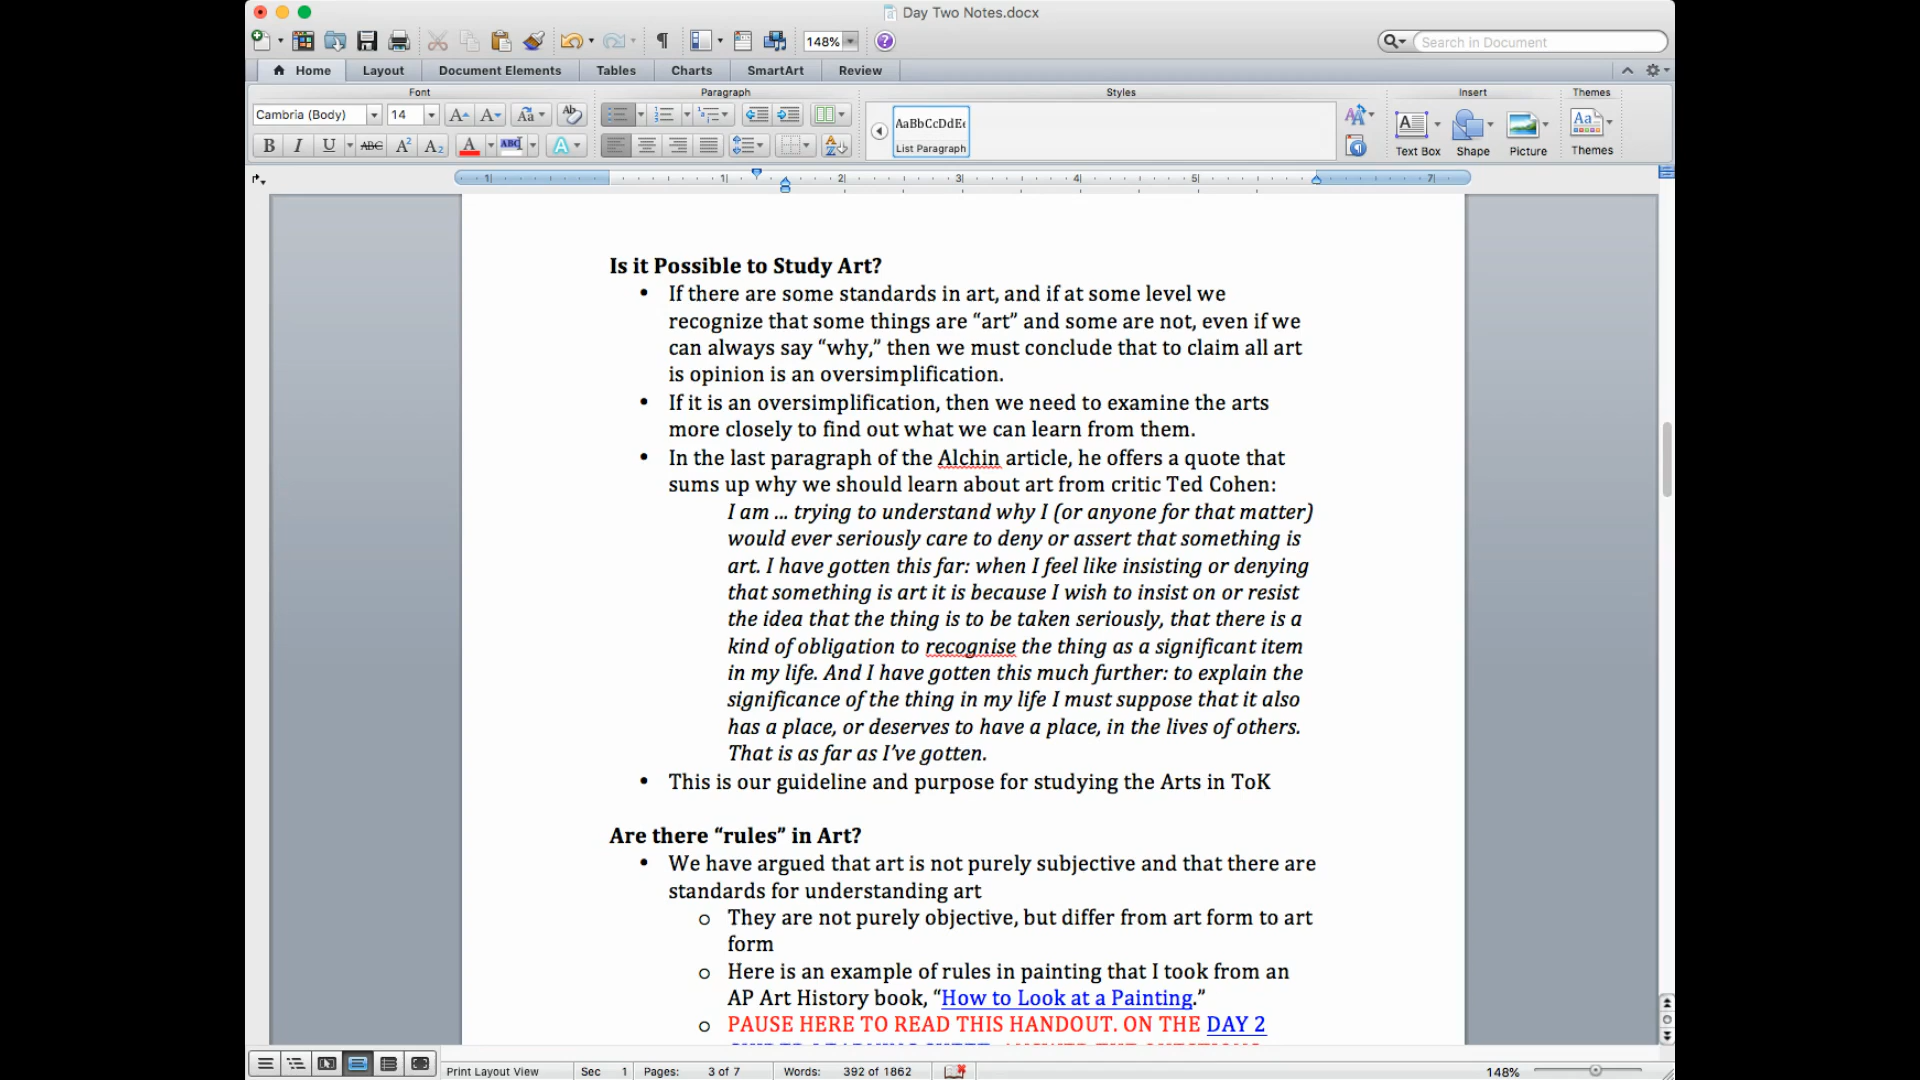 Day Two Notes.docx
148%
Search in Document
Home Layout Document Elements Tables Charts SmartArt Review
Font Paragraph Styles Insert Themes
Cambria (Body) 14
AaBbCcDdEe
List Paragraph
Text Box Shape Picture Themes
Is it Possible to Study Art?
• If there are some standards in art, and if at some level we
recognize that some things are “art” and some are not, even if we
can always say “why,” then we must conclude that to claim all art
is opinion is an oversimplification.
• If it is an oversimplification, then we need to examine the arts
more closely to find out what we can learn from them.
• In the last paragraph of the Alchin article, he offers a quote that
sums up why we should learn about art from critic Ted Cohen:
I am ... trying to understand why I (or anyone for that matter)
would ever seriously care to deny or assert that something is
art. I have gotten this far: when I feel like insisting or denying
that something is art it is because I wish to insist on or resist
the idea that the thing is to be taken seriously, that there is a
kind of obligation to recognise the thing as a significant item
in my life. And I have gotten this much further: to explain the
significance of the thing in my life I must suppose that it also
has a place, or deserves to have a place, in the lives of others.
That is as far as I’ve gotten.
• This is our guideline and purpose for studying the Arts in ToK
Are there “rules” in Art?
• We have argued that art is not purely subjective and that there are
standards for understanding art
o They are not purely objective, but differ from art form to art
form
o Here is an example of rules in painting that I took from an
AP Art History book, “How to Look at a Painting.”
o PAUSE HERE TO READ THIS HANDOUT. ON THE DAY 2
Print Layout View Sec 1 Pages: 3 of 7 Words: 392 of 1862 148%